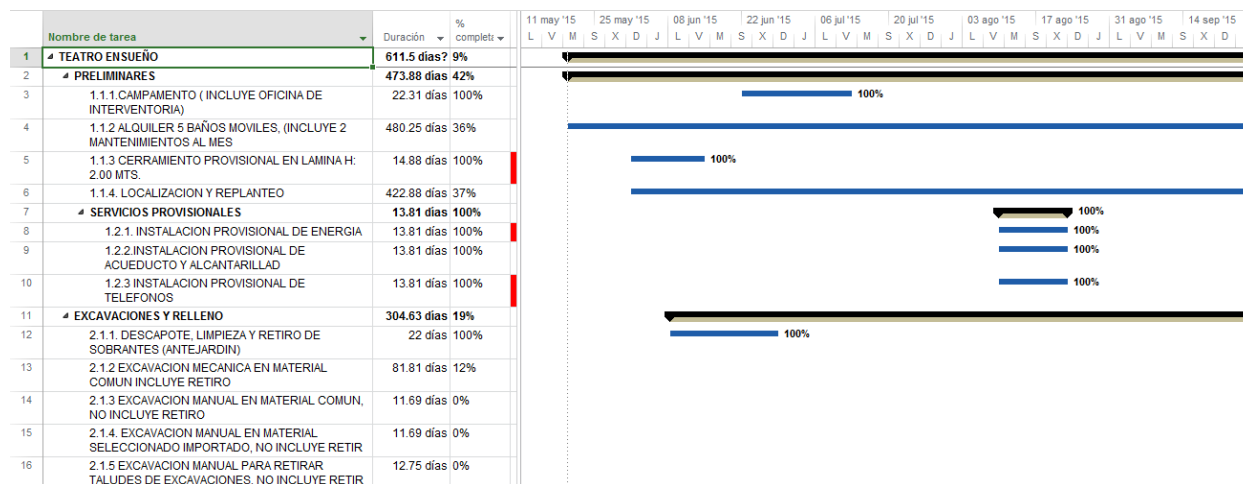 11 may '15 25 may '15 08 jun '15 22 jun '15 06 jul '15 20 jul '15 03 ago '15 17 ago '15 31 ago '15 14 sep '15
Nombre de tarea Duración % completa L V M S X D J L V M S X D J L V M S X D J L V M S X D J L V M S X D
1 TEATRO ENSUEÑO 611.5 días? 9%
2 PRELIMINARES 473.88 días 42%
3 1.1.1.CAMPAMENTO ( INCLUYE OFICINA DE 22.31 días 100% 100%
INTERVENTORIA)
4 1.1.2 ALQUILER 5 BAÑOS MOVILES, (INCLUYE 2 480.25 días 36%
MANTENIMIENTOS AL MES
5 1.1.3 CERRAMIENTO PROVISIONAL EN LAMINA H: 14.88 días 100% 100%
2.00 MTS.
6 1.1.4. LOCALIZACION Y REPLANTEO 422.88 días 37%
7 SERVICIOS PROVISIONALES 13.81 días 100% 100%
8 1.2.1. INSTALACION PROVISIONAL DE ENERGIA 13.81 días 100% 100%
9 1.2.2.INSTALACION PROVISIONAL DE 13.81 días 100% 100%
ACUEDUCTO Y ALCANTARILLAD
10 1.2.3 INSTALACION PROVISIONAL DE 13.81 días 100% 100%
TELEFONOS
11 EXCAVACIONES Y RELLENO 304.63 días 19%
12 2.1.1. DESCAPOTE, LIMPIEZA Y RETIRO DE 22 días 100% 100%
SOBRANTES (ANTEJARDIN)
13 2.1.2 EXCAVACION MECANICA EN MATERIAL 81.81 días 12%
COMUN INCLUYE RETIRO
14 2.1.3 EXCAVACION MANUAL EN MATERIAL COMUN, 11.69 días 0%
NO INCLUYE RETIRO
15 2.1.4. EXCAVACION MANUAL EN MATERIAL 11.69 días 0%
SELECCIONADO IMPORTADO, NO INCLUYE RETIR
16 2.1.5 EXCAVACION MANUAL PARA RETIRAR 12.75 días 0%
TALUDES DE EXCAVACIONES, NO INCLUYE RETIR